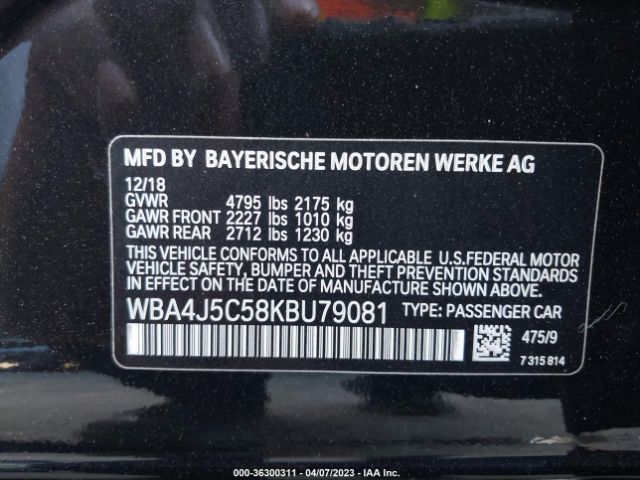 MFD BY BAYERISCHE MOTOREN WERKE AG
12/18
GVWR 4795 lbs 2175 kg
GAWR FRONT 2227 lbs 1010 kg
GAWR REAR 2712 lbs 1230 kg
THIS VEHICLE CONFORMS TO ALL APPLICABLE U.S.FEDERAL MOTOR
VEHICLE SAFETY, BUMPER AND THEFT PREVENTION STANDARDS
IN EFFECT ON THE DATE OF MANUFACTURE SHOWN ABOVE.
WBA4J5C58KBU79081 TYPE: PASSENGER CAR
475/9
7 315 814
000-36300311 - 04/07/2023 - IAA Inc.